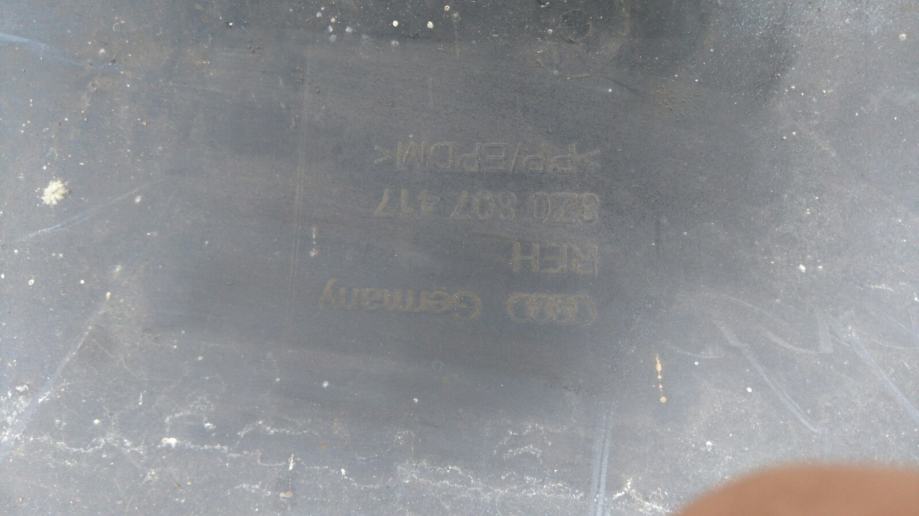 >PP/EPDM<
8Z0 807 417
REH
Germany